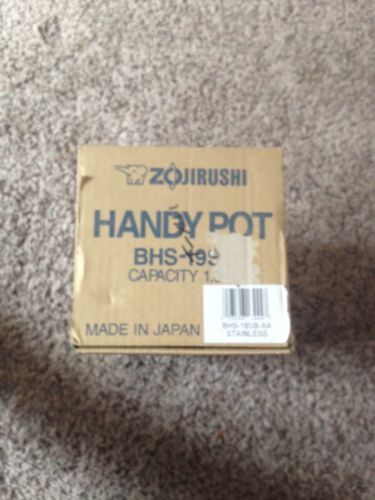 ZOJIRUSHI
HANDY POT
BHS-19
CAPACITY 1.
MADE IN JAPAN
BHS-19SB-XA
STAINLESS